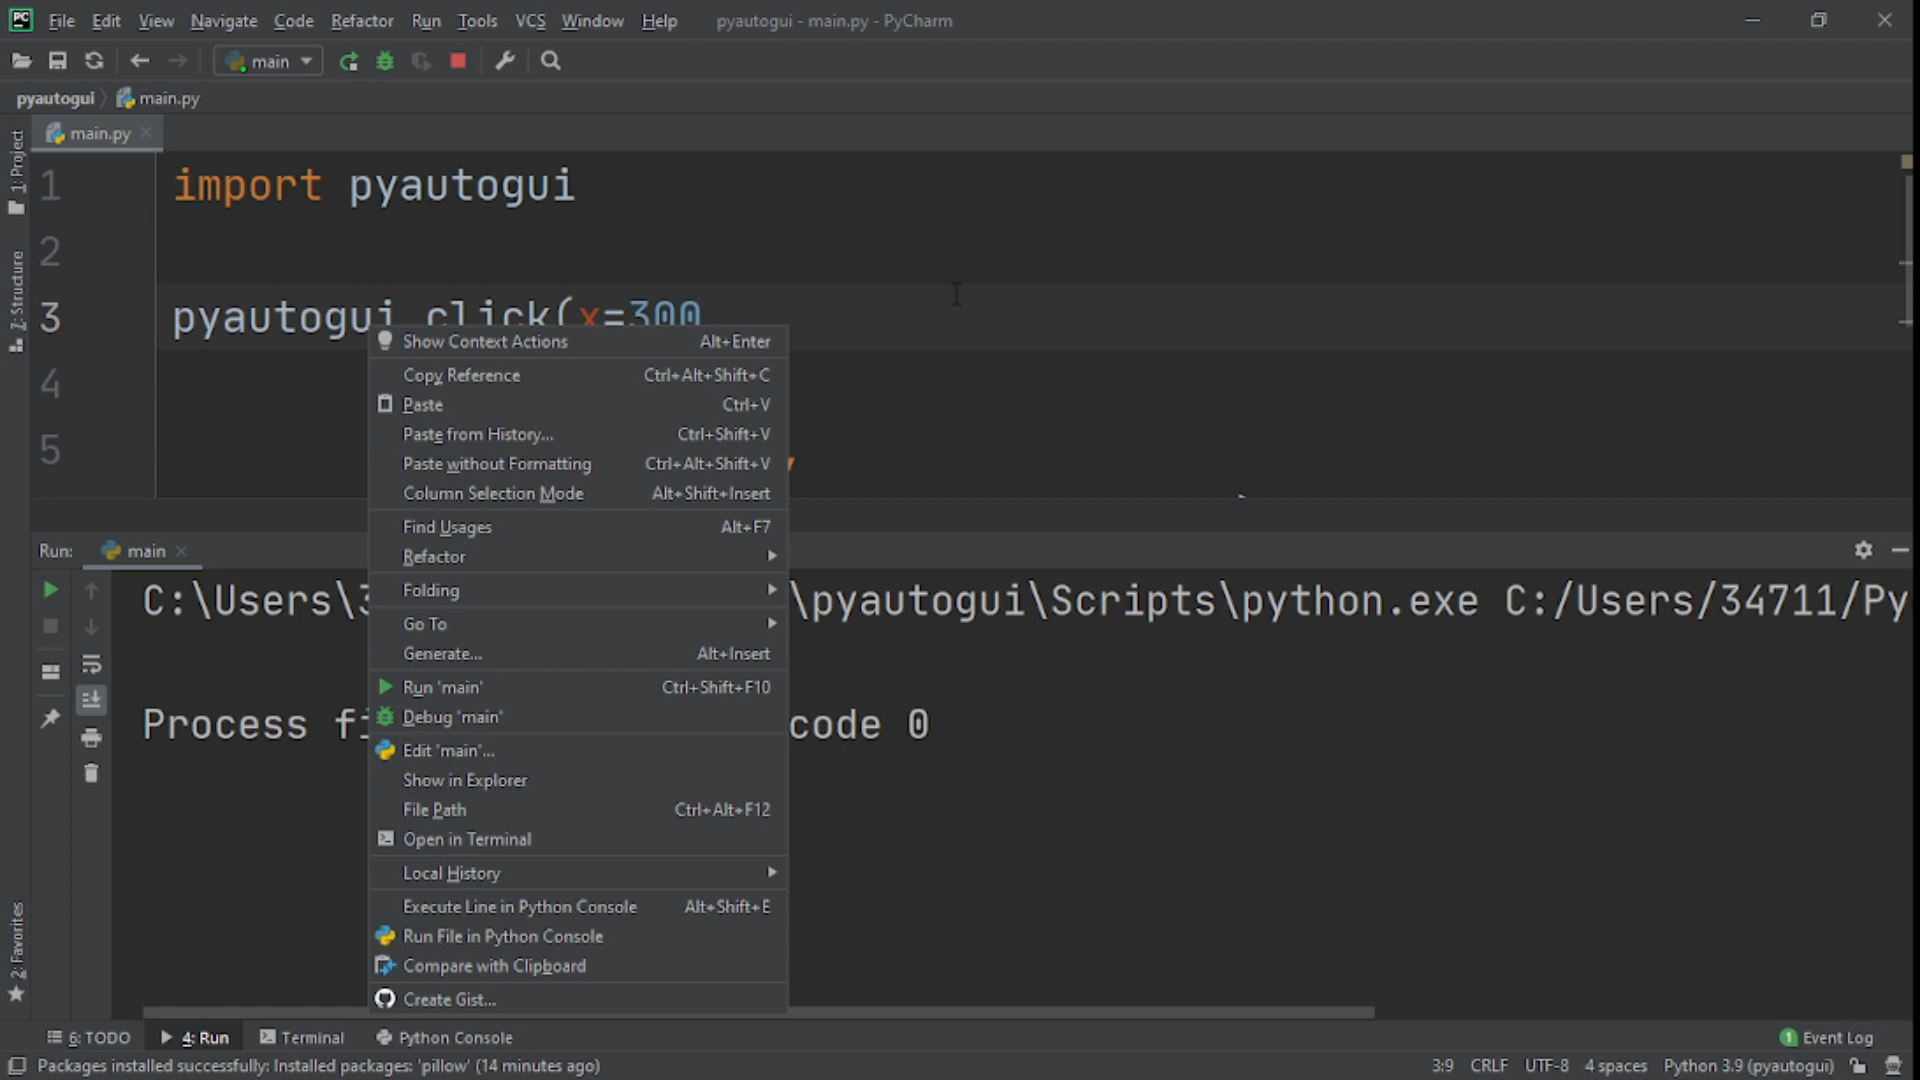 PC File Edit View Navigate Code Refactor Run Tools VCS Window Help pyautogui - main.py - PyCharm
main
pyautogui main.py
main.py
1: Project
Z: Structure
2: Favorites
1 import pyautogui
2
3 pyautogui click(x=300
4
5
Show Context Actions Alt+Enter
Copy Reference Ctrl+Alt+Shift+C
Paste Ctrl+V
Paste from History... Ctrl+Shift+V
Paste without Formatting Ctrl+Alt+Shift+V
Column Selection Mode Alt+Shift+Insert
Find Usages Alt+F7
Refactor
Folding
Go To
Generate... Alt+Insert
Run 'main' Ctrl+Shift+F10
Debug 'main'
Edit 'main'...
Show in Explorer
File Path Ctrl+Alt+F12
Open in Terminal
Local History
Execute Line in Python Console Alt+Shift+E
Run File in Python Console
Compare with Clipboard
Create Gist...
Run: main
C:\Users\3 \pyautogui\Scripts\python.exe C:/Users/34711/Py
Process fi code 0
6: TODO 4: Run Terminal Python Console 1 Event Log
Packages installed successfully: Installed packages: 'pillow' (14 minutes ago) 3:9 CRLF UTF-8 4 spaces Python 3.9 (pyautogui)